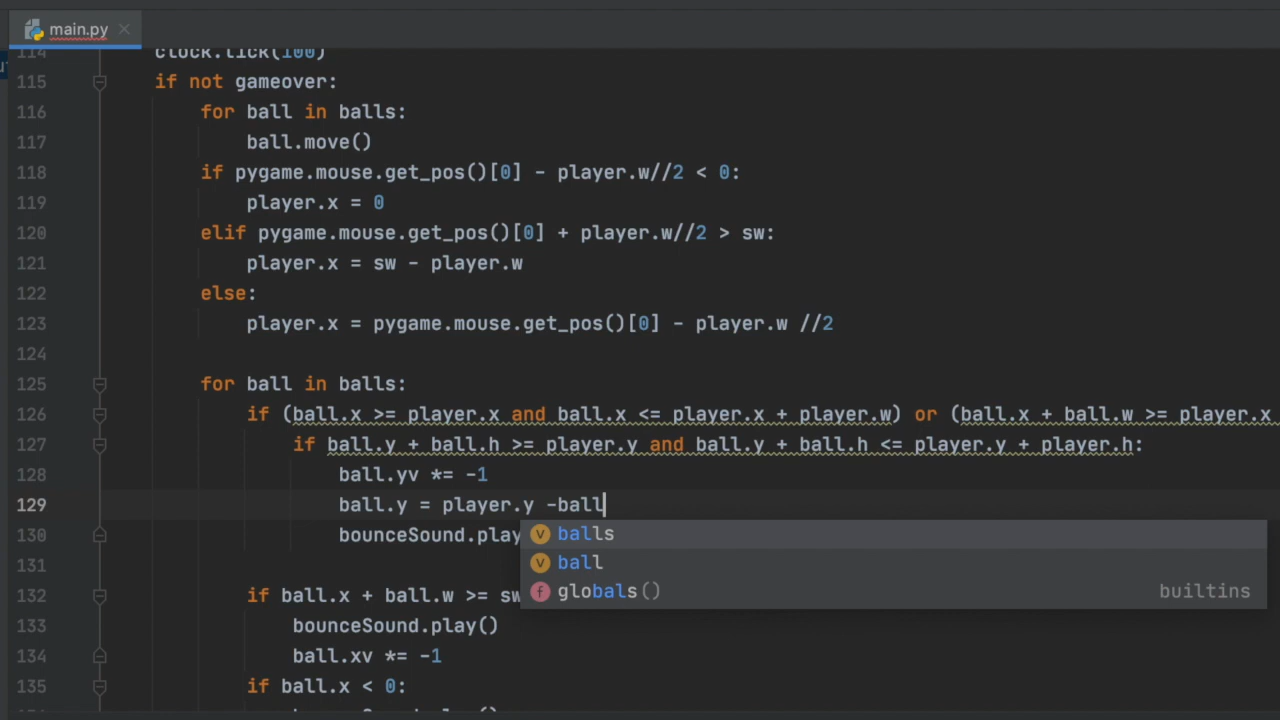 main.py
114 clock.tick(100)
115 if not gameover:
116 for ball in balls:
117 ball.move()
118 if pygame.mouse.get_pos()[0] - player.w//2 < 0:
119 player.x = 0
120 elif pygame.mouse.get_pos()[0] + player.w//2 > sw:
121 player.x = sw - player.w
122 else:
123 player.x = pygame.mouse.get_pos()[0] - player.w //2
124
125 for ball in balls:
126 if (ball.x >= player.x and ball.x <= player.x + player.w) or (ball.x + ball.w >= player.x
127 if ball.y + ball.h >= player.y and ball.y + ball.h <= player.y + player.h:
128 ball.yv *= -1
129 ball.y = player.y -ball
130 bounceSound.play
balls
ball
globals() builtins
131
132 if ball.x + ball.w >= sw
133 bounceSound.play()
134 ball.xv *= -1
135 if ball.x < 0: